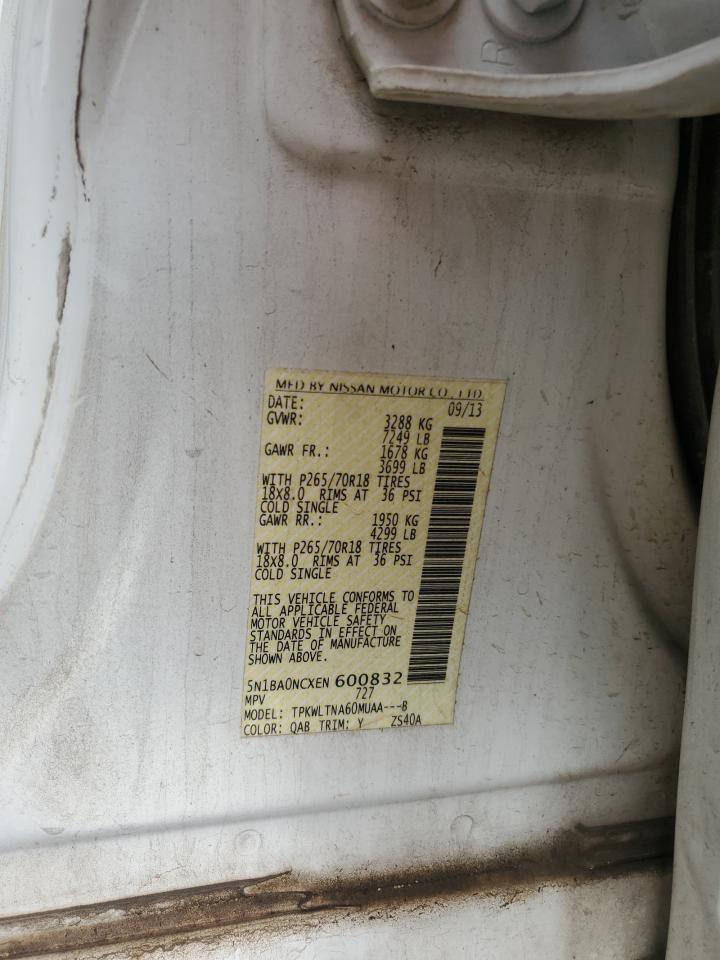 R
MFD BY NISSAN MOTOR CO., LTD.
DATE: 09/13
GVWR: 3288 KG
7249 LB
GAWR FR.: 1678 KG
3699 LB
WITH P265/70R18 TIRES
18X8.0 RIMS AT 36 PSI
COLD SINGLE
GAWR RR.: 1950 KG
4299 LB
WITH P265/70R18 TIRES
18X8.0 RIMS AT 36 PSI
COLD SINGLE
THIS VEHICLE CONFORMS TO
ALL APPLICABLE FEDERAL
MOTOR VEHICLE SAFETY
STANDARDS IN EFFECT ON
THE DATE OF MANUFACTURE
SHOWN ABOVE.
5N1BA0NCXEN 600832
MPV 727
MODEL: TPKWLTNA60MUAA---B
COLOR: QAB TRIM: Y ZS40A